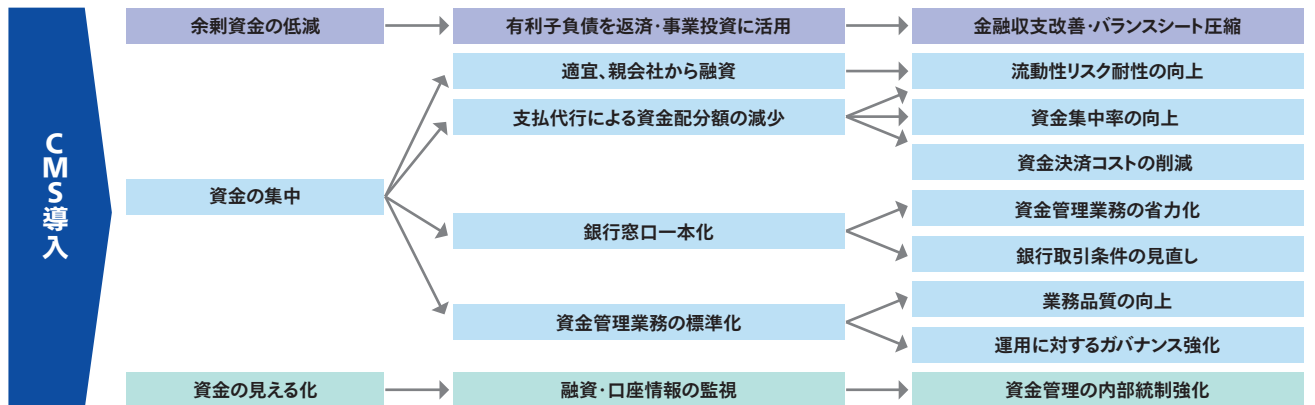 CMS導入
余剰資金の低減
有利子負債を返済・事業投資に活用
金融収支改善・バランスシート圧縮
資金の集中
適宜、親会社から融資
流動性リスク耐性の向上
支払代行による資金配分額の減少
資金集中率の向上
資金決済コストの削減
銀行窓口一本化
資金管理業務の省力化
銀行取引条件の見直し
資金管理業務の標準化
業務品質の向上
運用に対するガバナンス強化
資金の見える化
融資・口座情報の監視
資金管理の内部統制強化